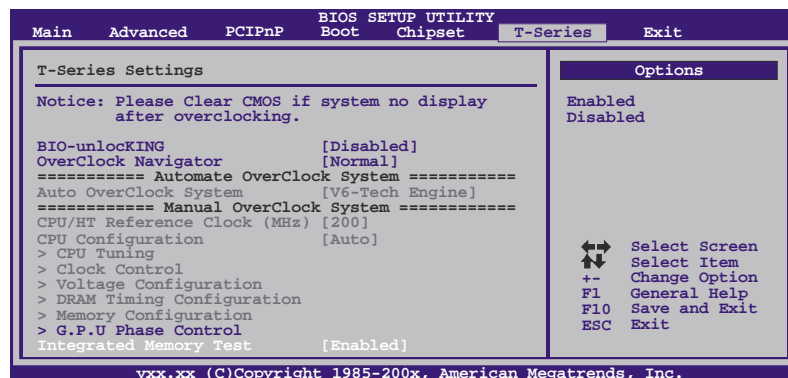 BIOS SETUP UTILITY
Main Advanced PCIPnP Boot Chipset T-Series Exit
T-Series Settings
Notice: Please Clear CMOS if system no display
after overclocking.
BIO-unlocKING [Disabled]
OverClock Navigator [Normal]
=========== Automate OverClock System ===========
Auto OverClock System [V6-Tech Engine]
============ Manual OverClock System ============
CPU/HT Reference Clock (MHz) [200]
CPU Configuration [Auto]
> CPU Tuning
> Clock Control
> Voltage Configuration
> DRAM Timing Configuration
> Memory Configuration
> G.P.U Phase Control
Integrated Memory Test [Enabled]
Options
Enabled
Disabled
Select Screen
Select Item
+- Change Option
F1 General Help
F10 Save and Exit
ESC Exit
vxx.xx (C)Copyright 1985-200x, American Megatrends, Inc.